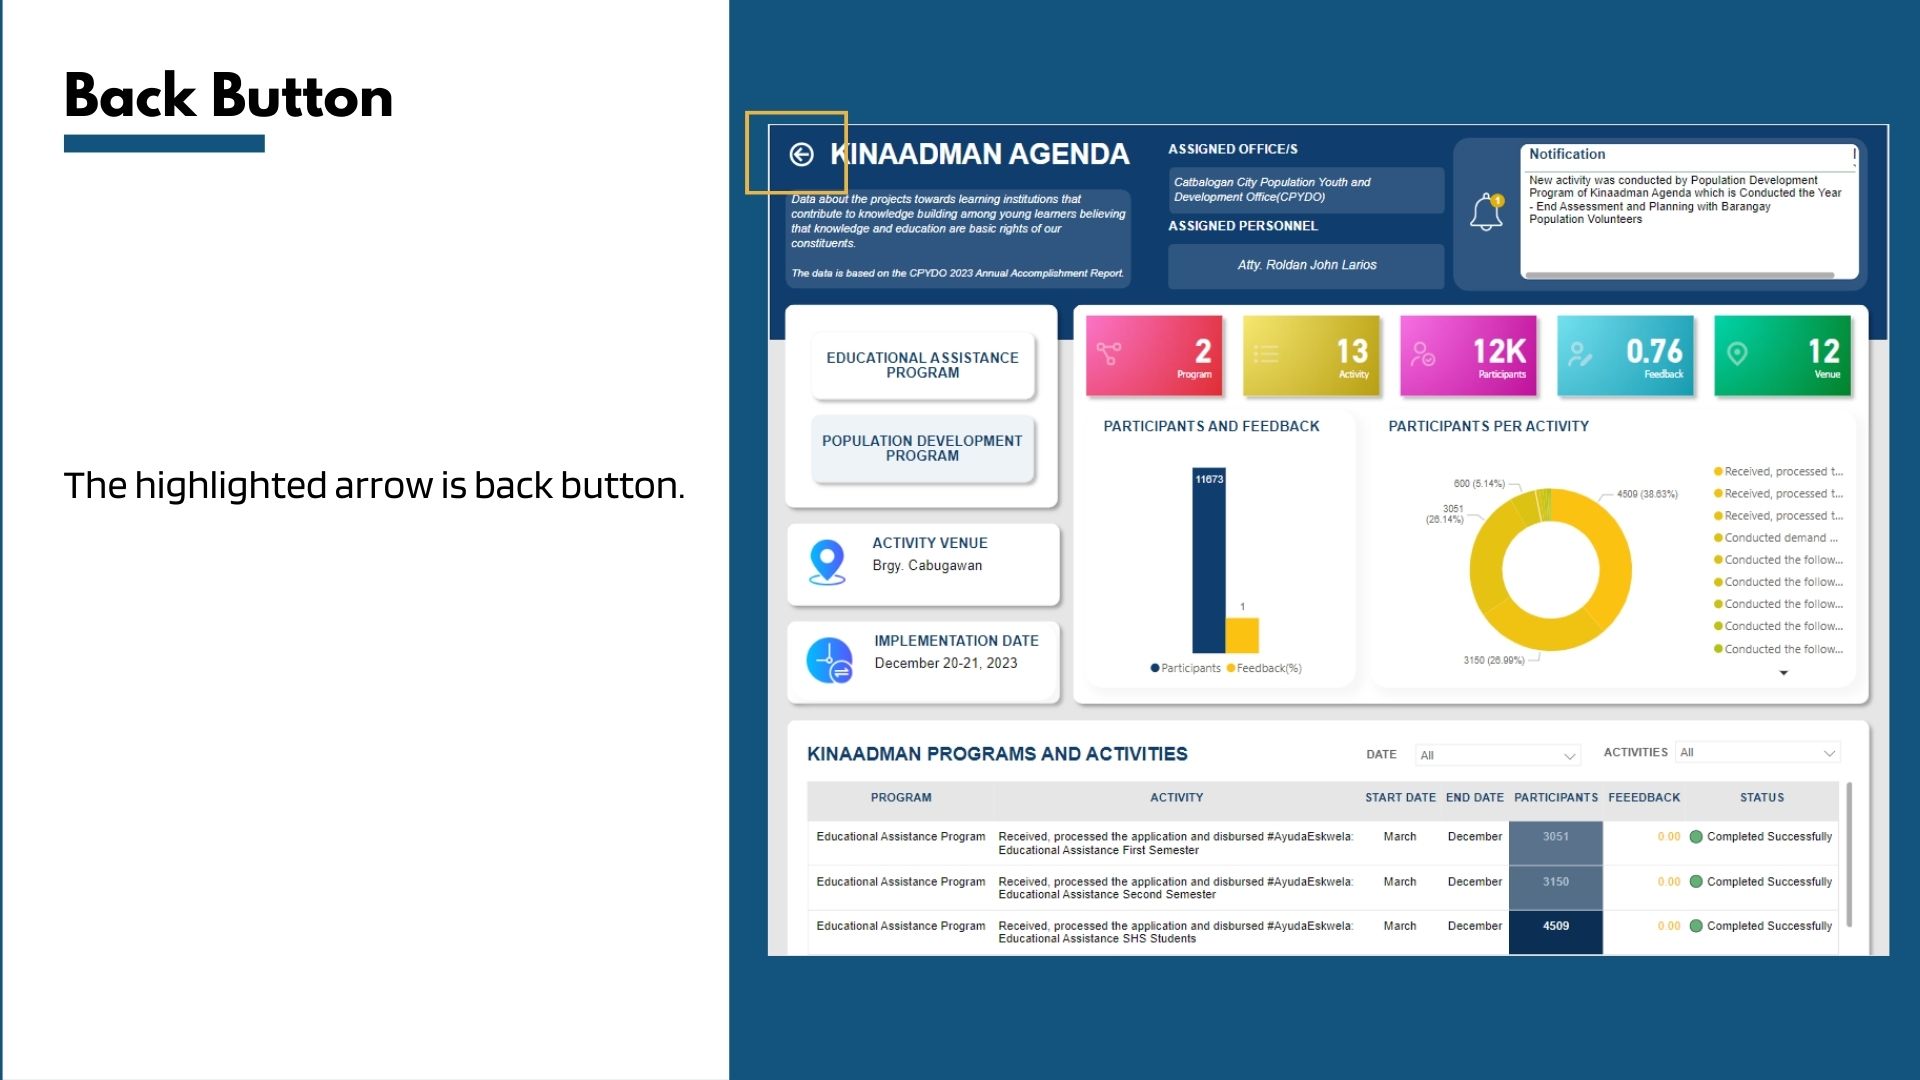 Back Button
The highlighted arrow is back button.
KINAADMAN AGENDA
Data about the projects towards learning institutions that
contribute to knowledge building among young learners believing
that knowledge and education are basic rights of our
constituents.
The data is based on the CPYDO 2023 Annual Accomplishment Report.
ASSIGNED OFFICE/S
Catbalogan City Population Youth and
Development Office(CPYDO)
ASSIGNED PERSONNEL
Atty. Roldan John Larios
1
Notification
New activity was conducted by Population Development
Program of Kinaadman Agenda which is Conducted the Year
- End Assessment and Planning with Barangay
Population Volunteers
EDUCATIONAL ASSISTANCE
PROGRAM
POPULATION DEVELOPMENT
PROGRAM
ACTIVITY VENUE
Brgy. Cabugawan
IMPLEMENTATION DATE
December 20-21, 2023
2
Program
13
Activity
12K
Participants
0.76
Feedback
12
Venue
PARTICIPANTS AND FEEDBACK
11673
1
Participants Feedback(%)
PARTICIPANTS PER ACTIVITY
600 (5.14%)
3051
(26.14%)
4509 (38.63%)
3150 (26.99%)
Received, processed t...
Received, processed t...
Received, processed t...
Conducted demand ...
Conducted the follow...
Conducted the follow...
Conducted the follow...
Conducted the follow...
Conducted the follow...
KINAADMAN PROGRAMS AND ACTIVITIES
DATE All ACTIVITIES All
PROGRAM ACTIVITY START DATE END DATE PARTICIPANTS FEEEDBACK STATUS
Educational Assistance Program Received, processed the application and disbursed #AyudaEskwela: March December 3051 0.00 Completed Successfully
Educational Assistance First Semester
Educational Assistance Program Received, processed the application and disbursed #AyudaEskwela: March December 3150 0.00 Completed Successfully
Educational Assistance Second Semester
Educational Assistance Program Received, processed the application and disbursed #AyudaEskwela: March December 4509 0.00 Completed Successfully
Educational Assistance SHS Students